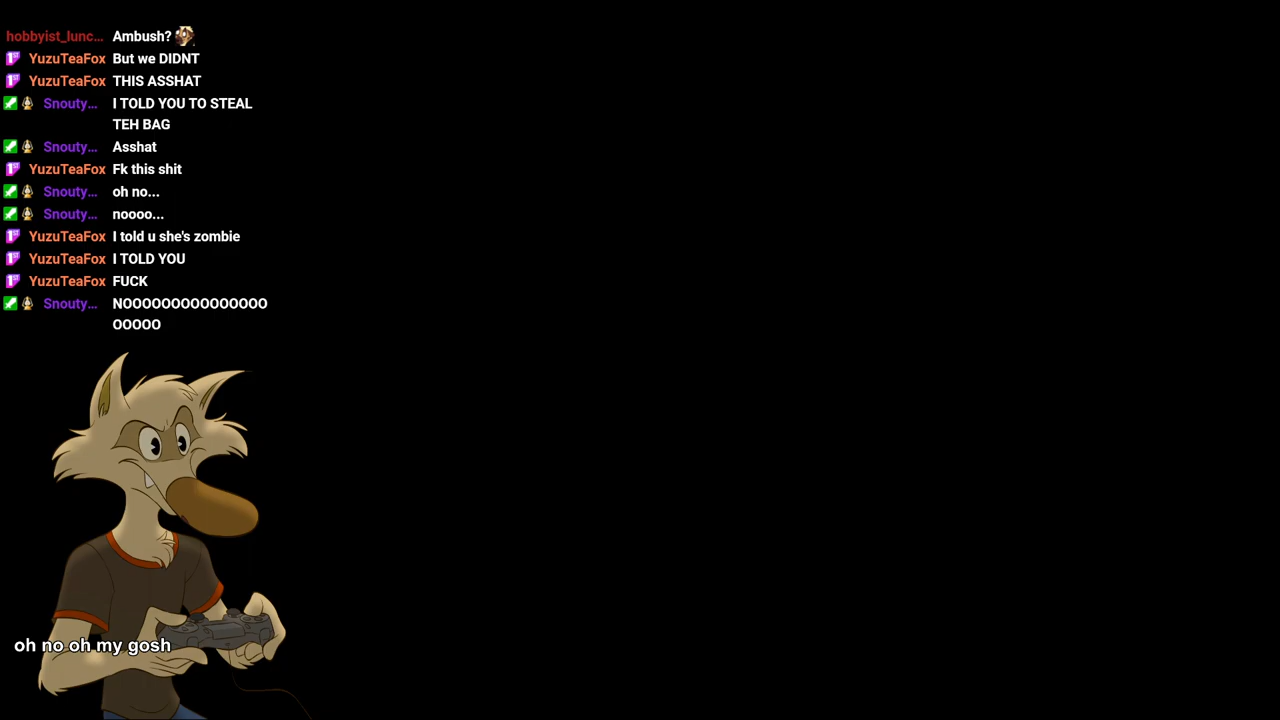 hobbyist_lunc... Ambush?
YuzuTeaFox But we DIDNT
YuzuTeaFox THIS ASSHAT
Snouty... I TOLD YOU TO STEAL
TEH BAG
Snouty... Asshat
YuzuTeaFox Fk this shit
Snouty... oh no...
Snouty... noooo...
YuzuTeaFox I told u she's zombie
YuzuTeaFox I TOLD YOU
YuzuTeaFox FUCK
Snouty... NOOOOOOOOOOOOOOO
OOOOO
oh no oh my gosh